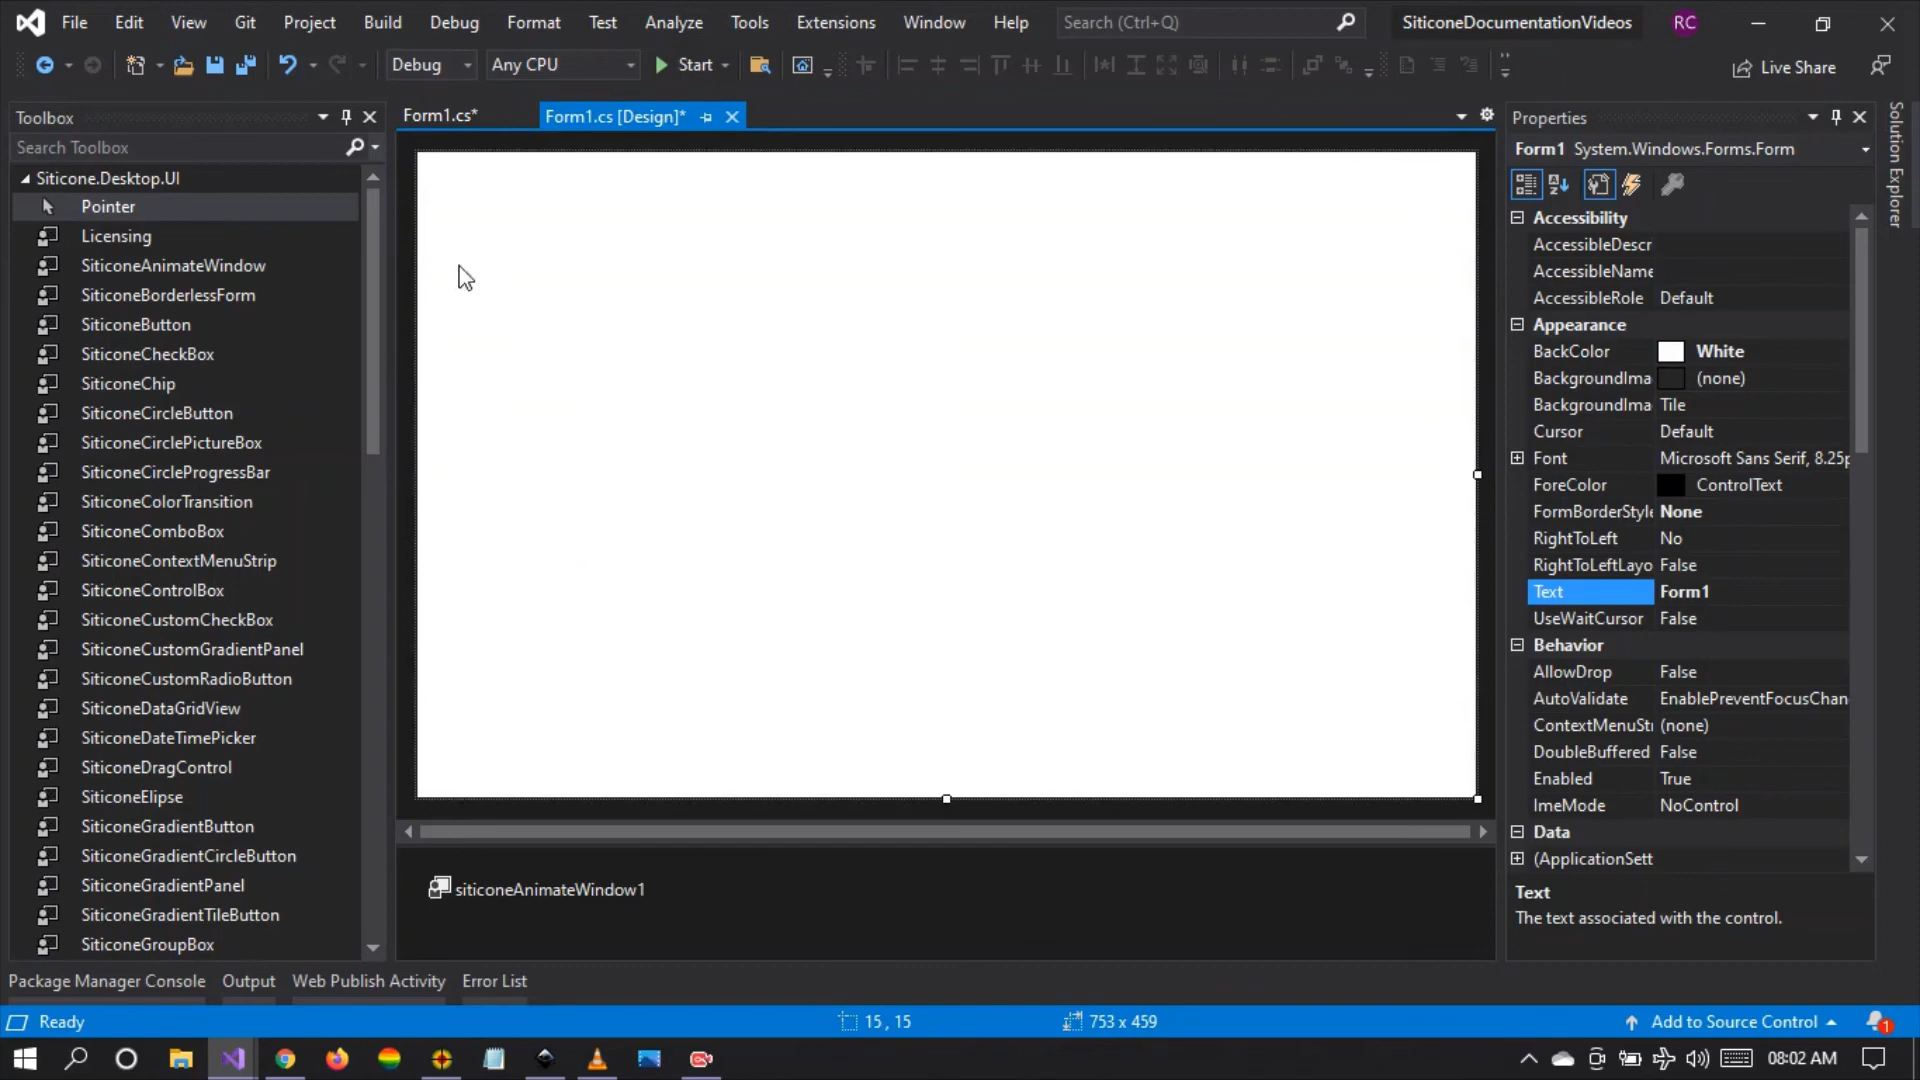 File Edit View Git Project Build Debug Format Test Analyze Tools Extensions Window Help Search (Ctrl+Q) SiticoneDocumentationVideos RC
Debug Any CPU Start Live Share
Toolbox
Search Toolbox
Siticone.Desktop.UI
Pointer
Licensing
SiticoneAnimateWindow
SiticoneBorderlessForm
SiticoneButton
SiticoneCheckBox
SiticoneChip
SiticoneCircleButton
SiticoneCirclePictureBox
SiticoneCircleProgressBar
SiticoneColorTransition
SiticoneComboBox
SiticoneContextMenuStrip
SiticoneControlBox
SiticoneCustomCheckBox
SiticoneCustomGradientPanel
SiticoneCustomRadioButton
SiticoneDataGridView
SiticoneDateTimePicker
SiticoneDragControl
SiticoneElipse
SiticoneGradientButton
SiticoneGradientCircleButton
SiticoneGradientPanel
SiticoneGradientTileButton
SiticoneGroupBox
Form1.cs* Form1.cs [Design]*
siticoneAnimateWindow1
Properties
Form1 System.Windows.Forms.Form
Accessibility
AccessibleDescr
AccessibleName
AccessibleRole Default
Appearance
BackColor White
BackgroundIma (none)
BackgroundIma Tile
Cursor Default
Font Microsoft Sans Serif, 8.25p
ForeColor ControlText
FormBorderStyle None
RightToLeft No
RightToLeftLayo False
Text Form1
UseWaitCursor False
Behavior
AllowDrop False
AutoValidate EnablePreventFocusChan
ContextMenuStr (none)
DoubleBuffered False
Enabled True
ImeMode NoControl
Data
(ApplicationSett
Text
The text associated with the control.
Solution Explorer
Package Manager Console Output Web Publish Activity Error List
Ready 15 , 15 753 x 459 Add to Source Control 1
08:02 AM